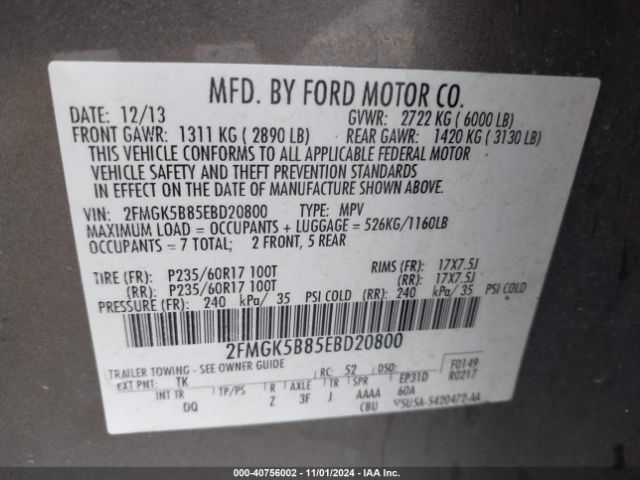 MFD. BY FORD MOTOR CO.
DATE: 12/13 GVWR: 2722 KG ( 6000 LB)
FRONT GAWR: 1311 KG ( 2890 LB) REAR GAWR: 1420 KG ( 3130 LB)
THIS VEHICLE CONFORMS TO ALL APPLICABLE FEDERAL MOTOR
VEHICLE SAFETY AND THEFT PREVENTION STANDARDS
IN EFFECT ON THE DATE OF MANUFACTURE SHOWN ABOVE.
VIN: 2FMGK5B85EBD20800 TYPE: MPV
MAXIMUM LOAD = OCCUPANTS + LUGGAGE = 526KG/1160LB
OCCUPANTS = 7 TOTAL; 2 FRONT, 5 REAR
TIRE (FR): P235/60R17 100T RIMS (FR): 17X7.5J
(RR): P235/60R17 100T (RR): 17X7.5J
PRESSURE (FR): 240 kPa/ 35 PSI COLD (RR): 240 kPa/ 35 PSI COLD
2FMGK5B85EBD20800
TRAILER TOWING - SEE OWNER GUIDE RC: 52 DSO: F0149
EXT PNT: TK EP31D R0217
INT TR TP/PS R AXLE TR SPR 60A
DQ Z 3F J AAAA CBU 5U5A-5420472-AA
000-40756002 - 11/01/2024 - IAA Inc.